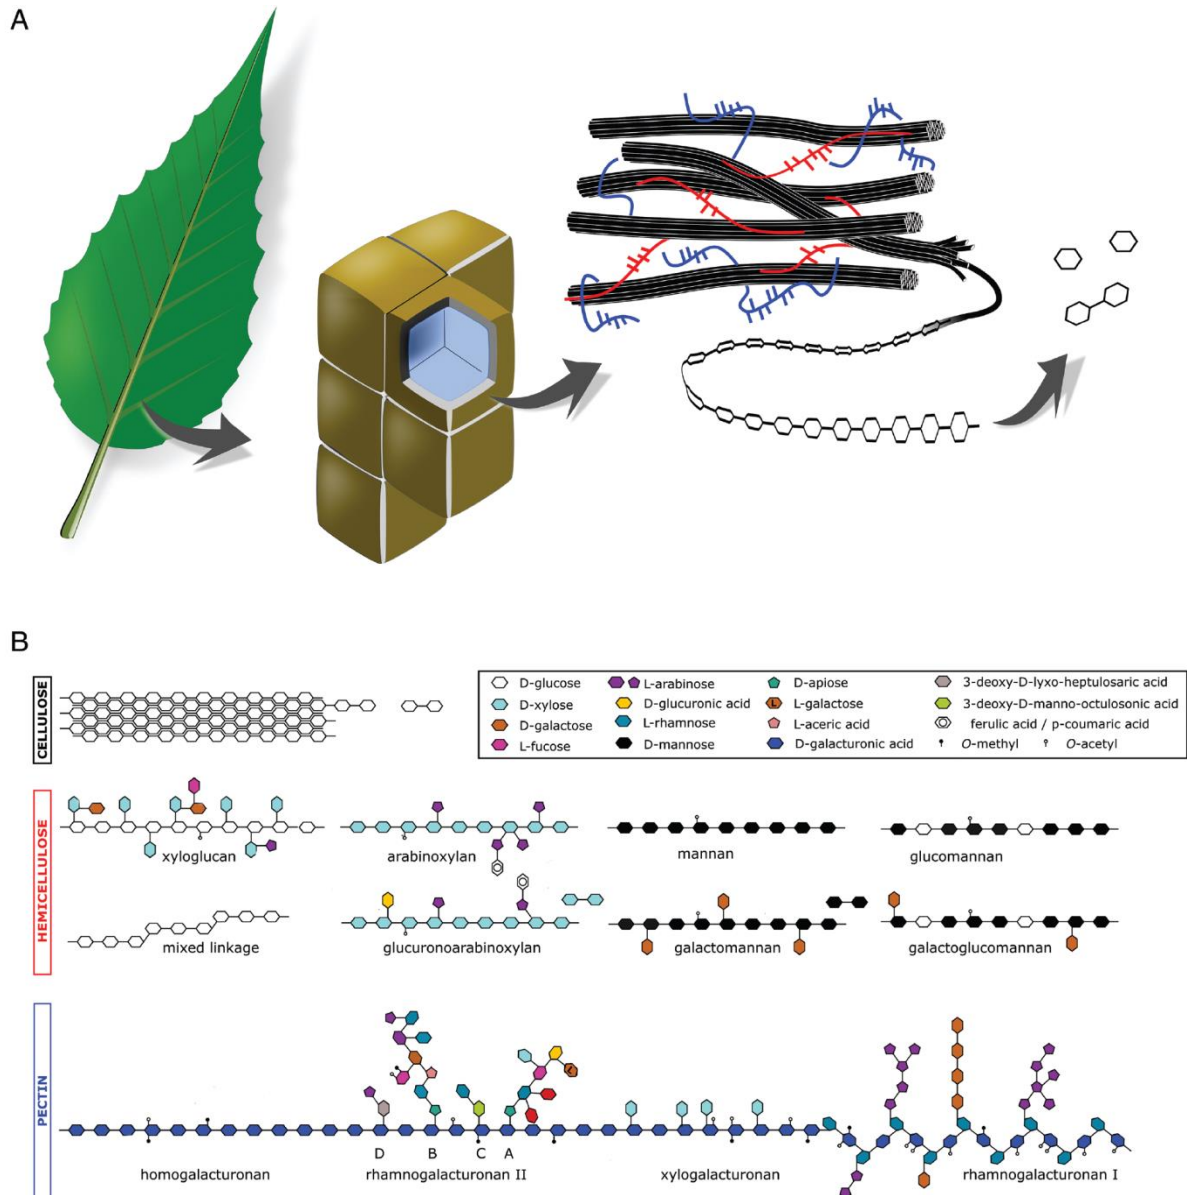 A
B
CELLULOSE
D-glucose
D-xylose
D-galactose
L-fucose
L-arabinose
D-glucuronic acid
L-rhamnose
D-mannose
D-apiose
L L-galactose
L-aceric acid
D-galacturonic acid
3-deoxy-D-lyxo-heptulosaric acid
3-deoxy-D-manno-octulosonic acid
ferulic acid / p-coumaric acid
O-methyl O-acetyl
HEMICELLULOSE
xyloglucan
arabinoxylan
mannan
glucomannan
mixed linkage
glucuronoarabinoxylan
galactomannan
galactoglucomannan
PECTIN
D B C A
homogalacturonan
rhamnogalacturonan II
xylogalacturonan
rhamnogalacturonan I